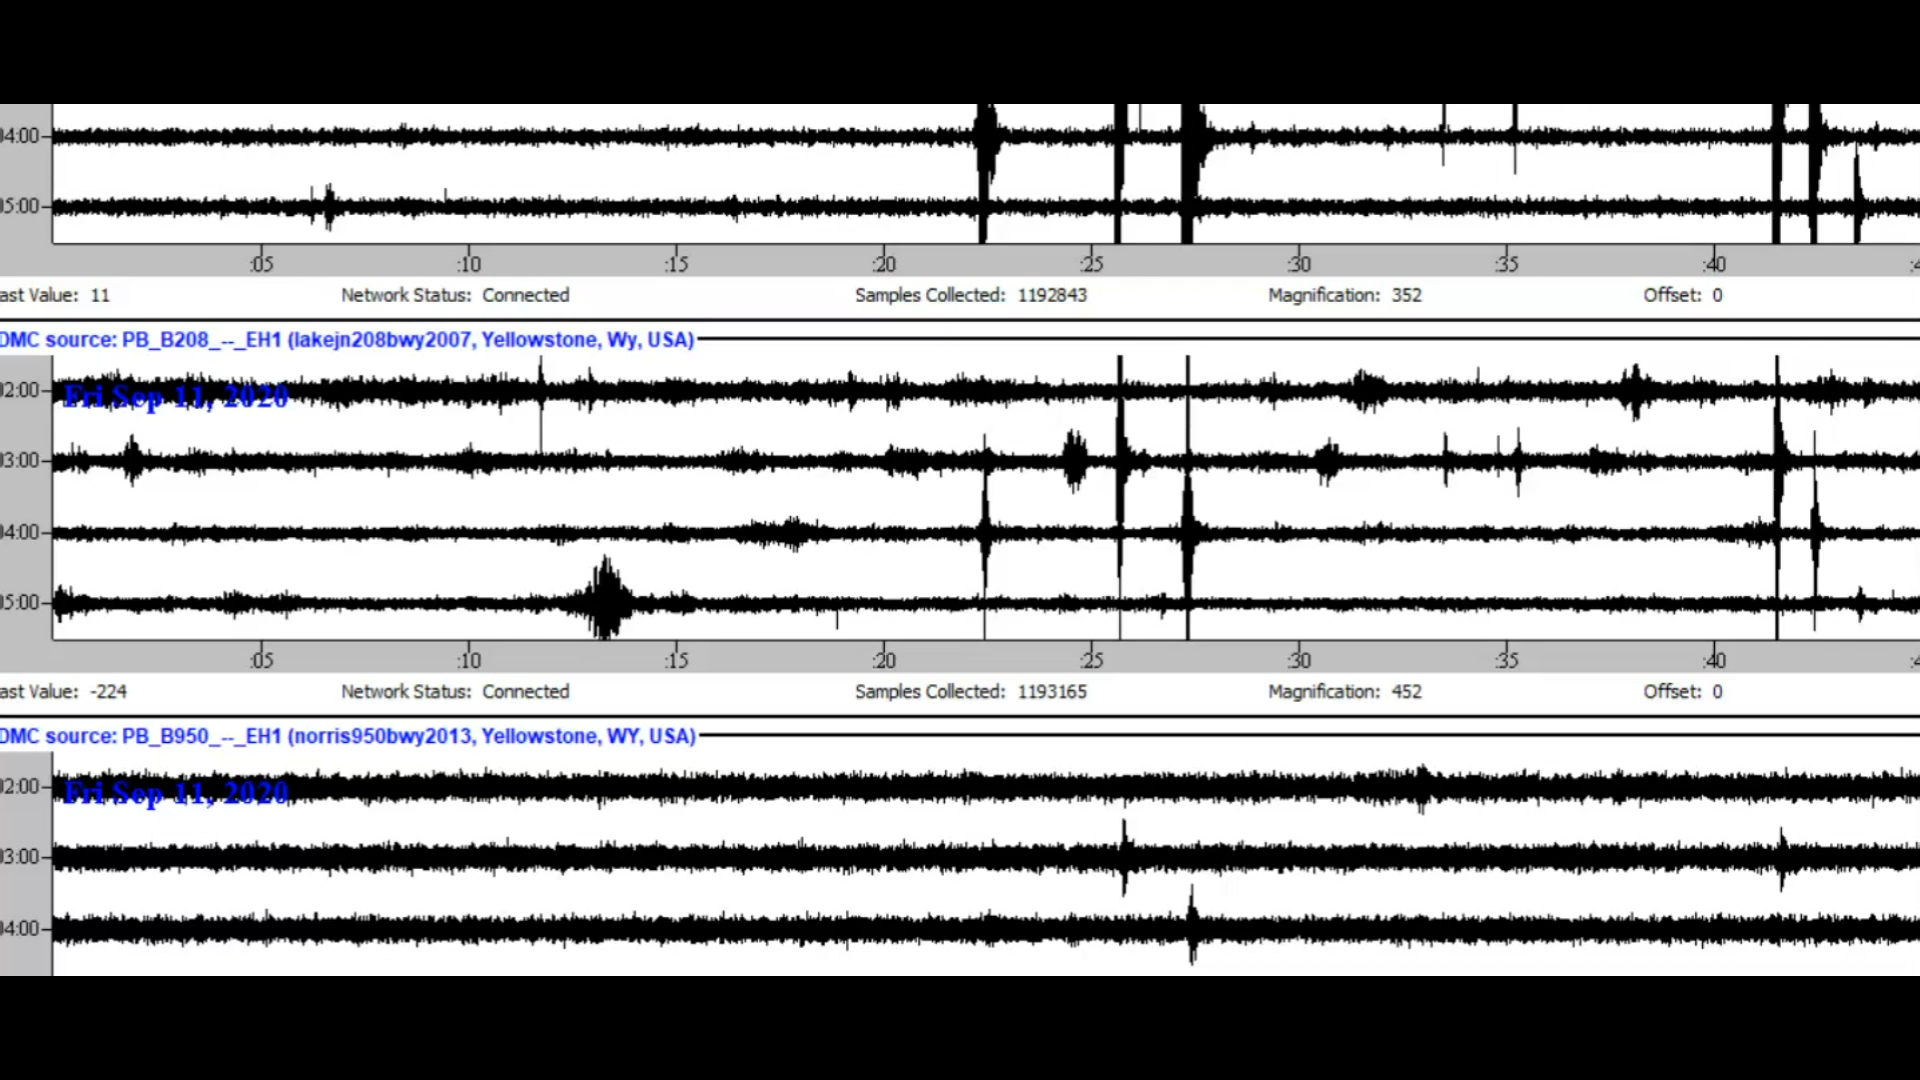 04:00
05:00
:05 :10 :15 :20 :25 :30 :35 :40
ast Value: 11 Network Status: Connected Samples Collected: 1192843 Magnification: 352 Offset: 0
DMC source: PB_B208_--_EH1 (lakejn208bwy2007, Yellowstone, Wy, USA)
02:00
Fri Sep 11, 2020
03:00
04:00
05:00
:05 :10 :15 :20 :25 :30 :35 :40
ast Value: -224 Network Status: Connected Samples Collected: 1193165 Magnification: 452 Offset: 0
DMC source: PB_B950_--_EH1 (norris950bwy2013, Yellowstone, WY, USA)
02:00
Fri Sep 11, 2020
03:00
04:00